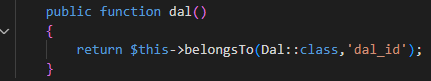 public function dal()
{
return $this->belongsTo(Dal::class,'dal_id');
}